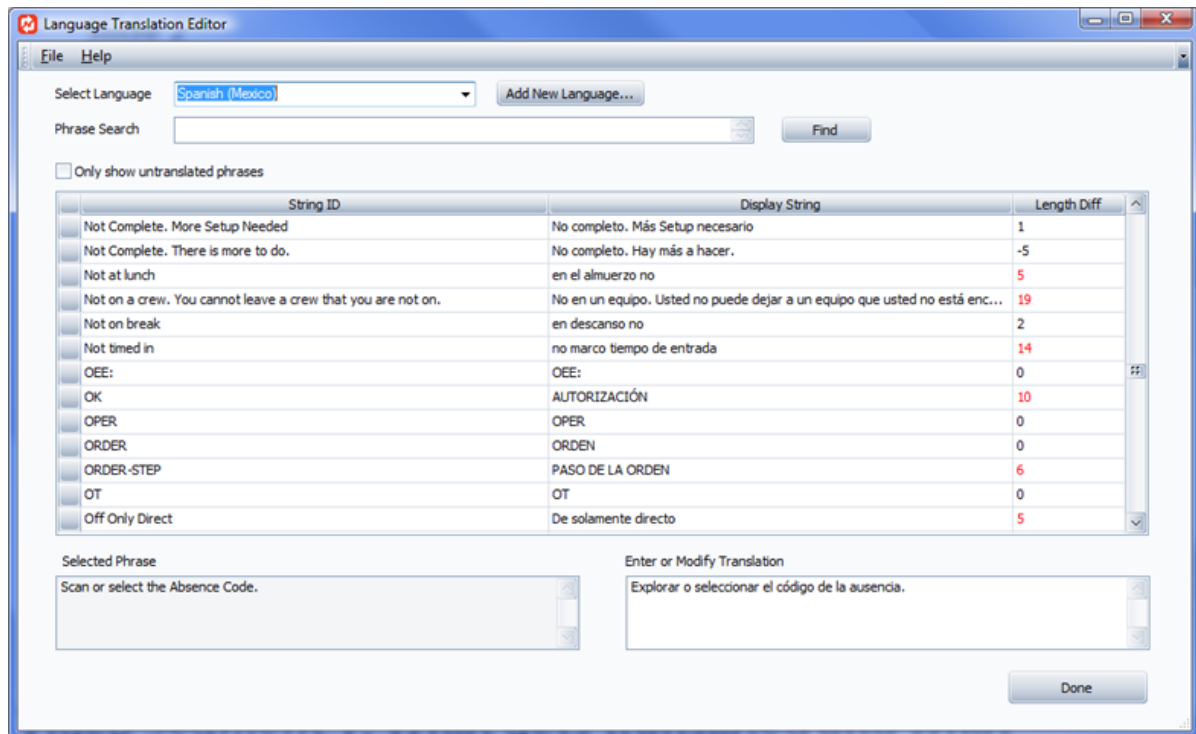 Language Translation Editor
File Help
Select Language Spanish (Mexico) Add New Language...
Phrase Search Find
Only show untranslated phrases
String ID Display String Length Diff
Not Complete. More Setup Needed No completo. Más Setup necesario 1
Not Complete. There is more to do. No completo. Hay más a hacer. -5
Not at lunch en el almuerzo no 5
Not on a crew. You cannot leave a crew that you are not on. No en un equipo. Usted no puede dejar a un equipo que usted no está enc... 19
Not on break en descanso no 2
Not timed in no marco tiempo de entrada 14
OEE: OEE: 0
OK AUTORIZACIÓN 10
OPER OPER 0
ORDER ORDEN 0
ORDER-STEP PASO DE LA ORDEN 6
OT OT 0
Off Only Direct De solamente directo 5
Selected Phrase Enter or Modify Translation
Scan or select the Absence Code. Explorar o seleccionar el código de la ausencia.
Done